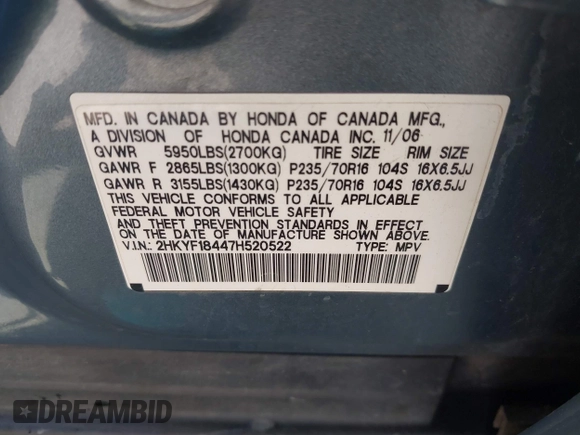 MFD. IN CANADA BY HONDA OF CANADA MFG.,
A DIVISION OF HONDA CANADA INC. 11/06
GVWR 5950LBS(2700KG) TIRE SIZE RIM SIZE
GAWR F 2865LBS(1300KG) P235/70R16 104S 16X6.5JJ
GAWR R 3155LBS(1430KG) P235/70R16 104S 16X6.5JJ
THIS VEHICLE CONFORMS TO ALL APPLICABLE
FEDERAL MOTOR VEHICLE SAFETY
AND THEFT PREVENTION STANDARDS IN EFFECT
ON THE DATE OF MANUFACTURE SHOWN ABOVE.
V.I.N.: 2HKYF18447H520522 TYPE: MPV
DREAMBID